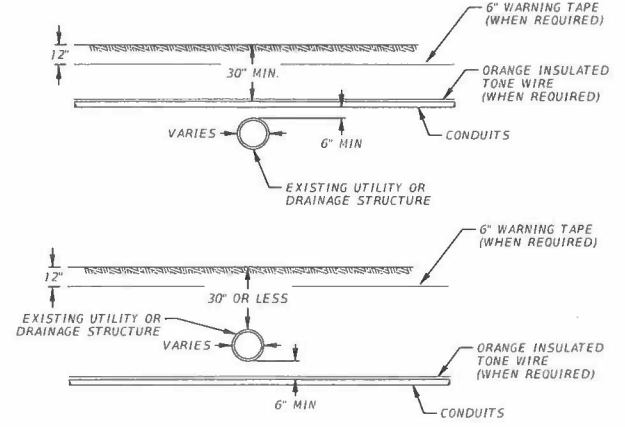 6" WARNING TAPE
(WHEN REQUIRED)
12"
30" MIN.
ORANGE INSULATED
TONE WIRE
(WHEN REQUIRED)
VARIES
6" MIN
CONDUITS
EXISTING UTILITY OR
DRAINAGE STRUCTURE
6" WARNING TAPE
(WHEN REQUIRED)
12"
30" OR LESS
EXISTING UTILITY OR
DRAINAGE STRUCTURE
VARIES
ORANGE INSULATED
TONE WIRE
(WHEN REQUIRED)
6" MIN
CONDUITS